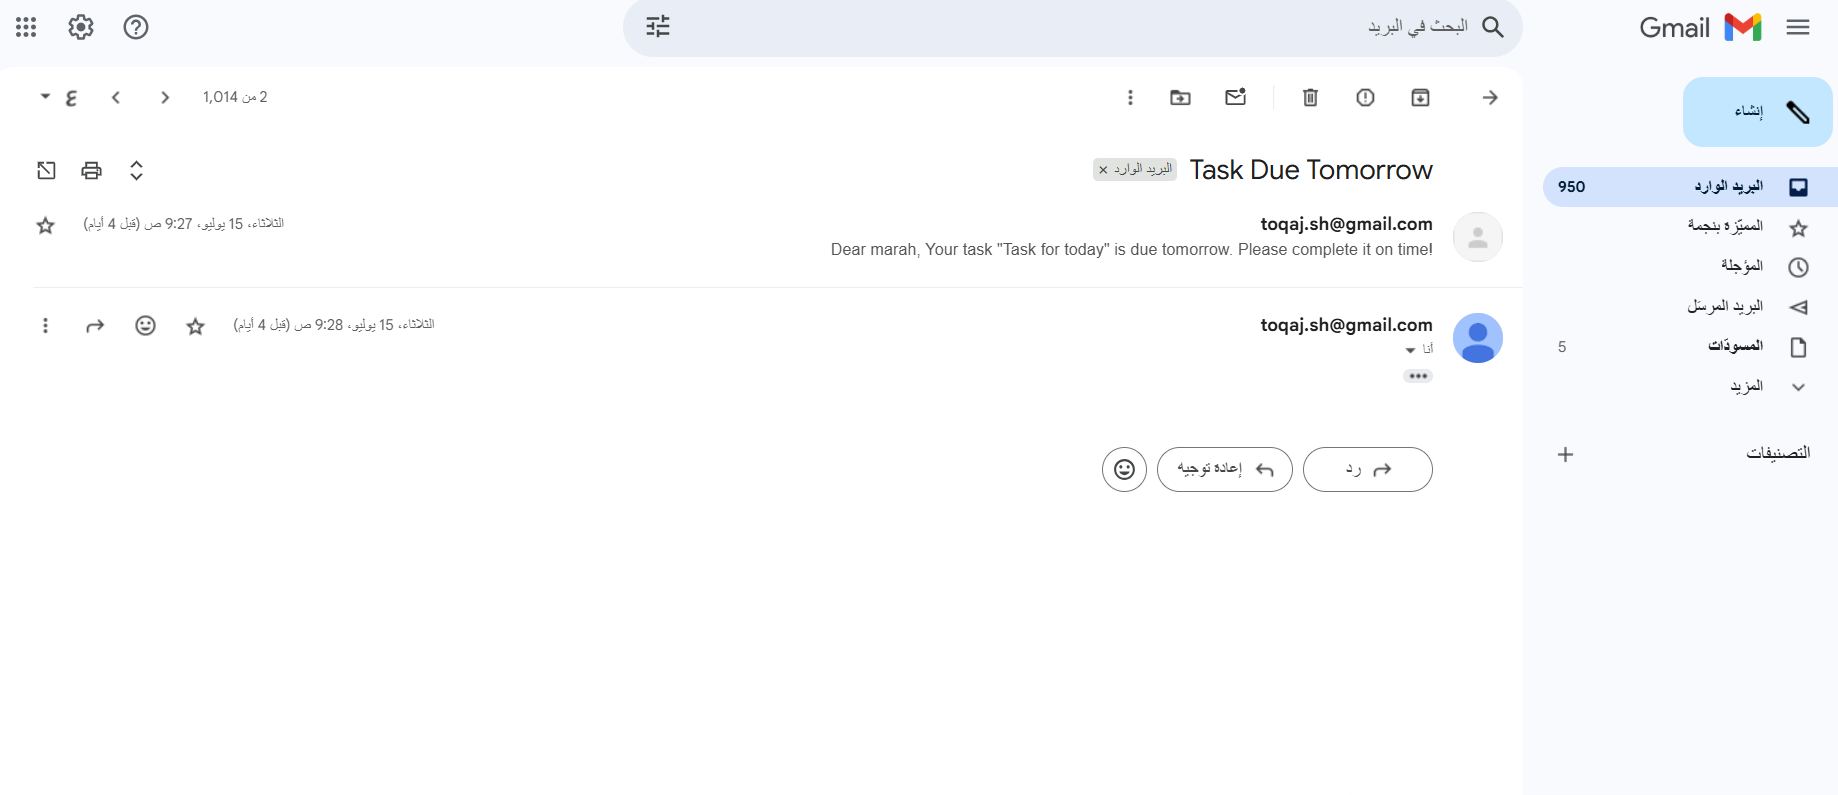 Gmail
البحث في البريد
2 من 1,014
ع
إنشاء
البريد الوارد 950
المميّزة بنجمة
المؤجلة
البريد المرسَل
المسودّات 5
المزيد
التصنيفات
Task Due Tomorrow
البريد الوارد ×
toqaj.sh@gmail.com
الثلاثاء، 15 يوليو، 9:27 ص (قبل 4 أيام)
Dear marah, Your task "Task for today" is due tomorrow. Please complete it on time!
toqaj.sh@gmail.com
الثلاثاء، 15 يوليو، 9:28 ص (قبل 4 أيام)
أنا
رد
إعادة توجيه